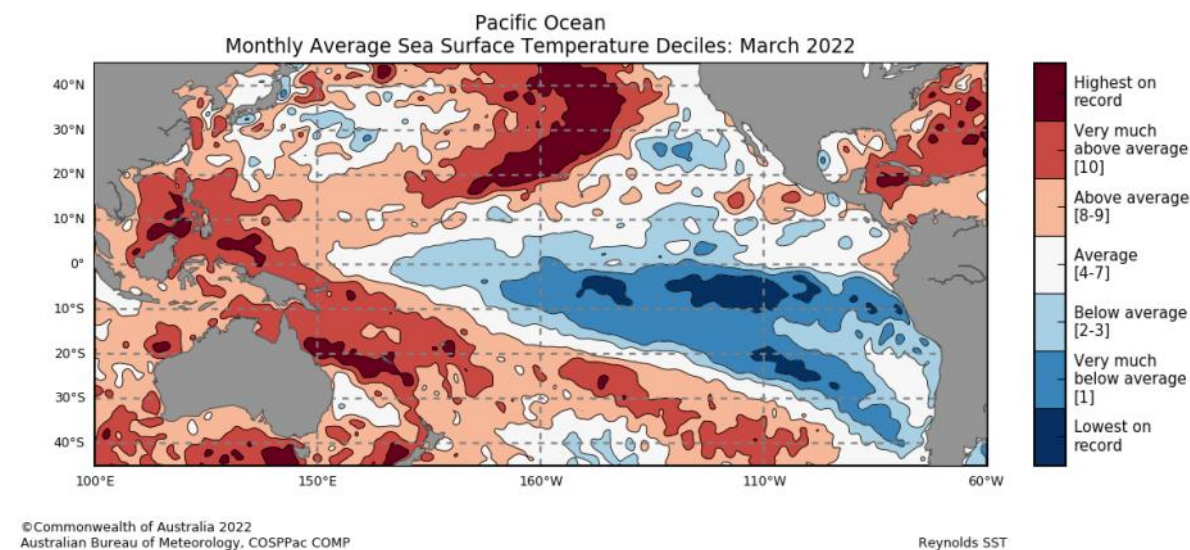 Pacific Ocean
Monthly Average Sea Surface Temperature Deciles: March 2022
40°N
30°N
20°N
10°N
0°
10°S
20°S
30°S
40°S
100°E
150°E
160°W
110°W
60°W
Highest on
record
Very much
above average
[10]
Above average
[8-9]
Average
[4-7]
Below average
[2-3]
Very much
below average
[1]
Lowest on
record
©Commonwealth of Australia 2022
Australian Bureau of Meteorology, COSPPac COMP
Reynolds SST